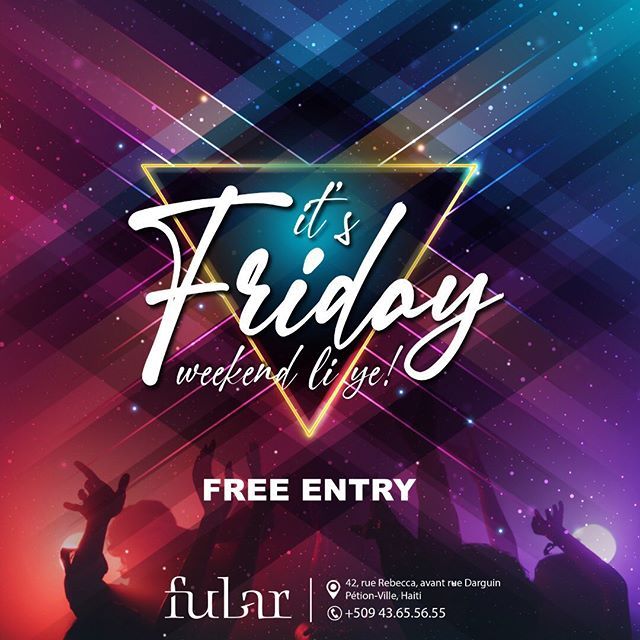 it's
Friday
weekend li ye!
FREE ENTRY
fular
42, rue Rebecca, avant rue Darguin
Pétion-Ville, Haiti
+509 43.65.56.55